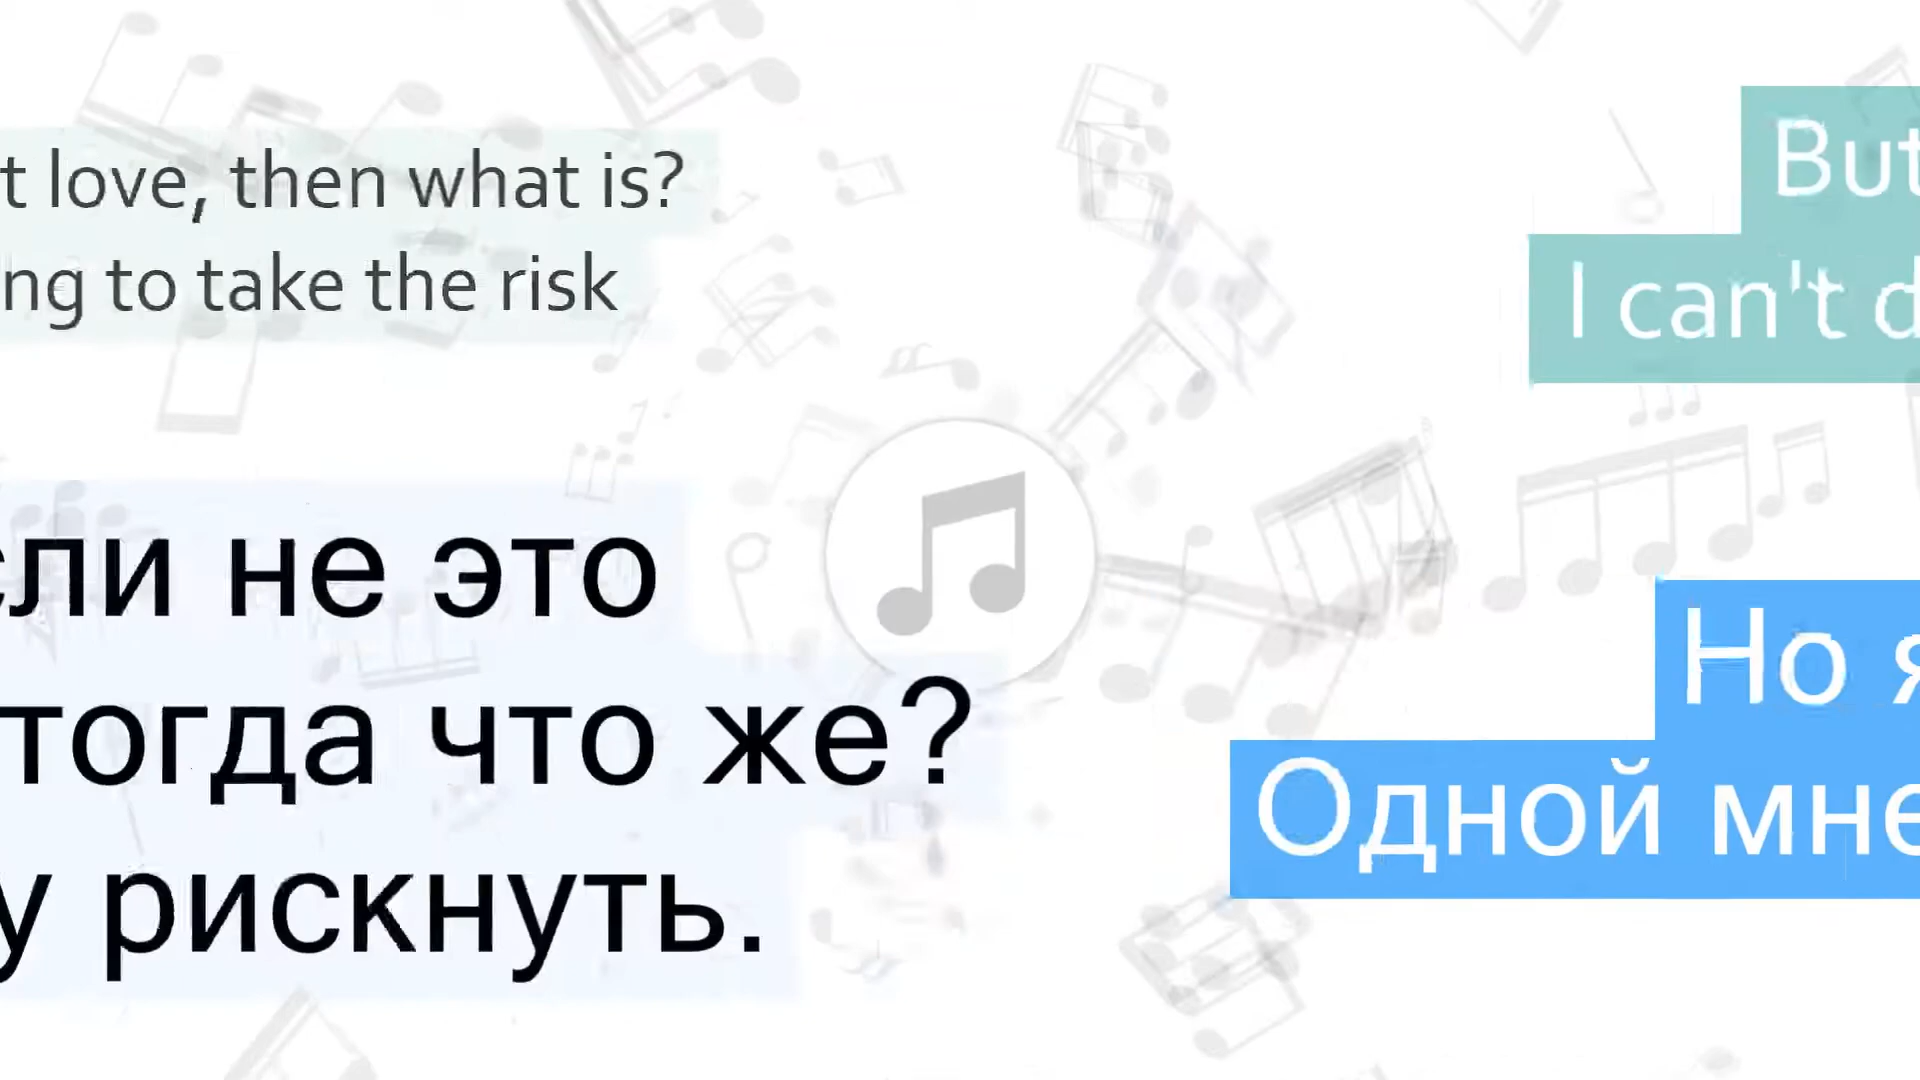 t love, then what is?
ng to take the risk
But
I can't d
сли не это
тогда что же?
у рискнуть.
Но я
Одной мне